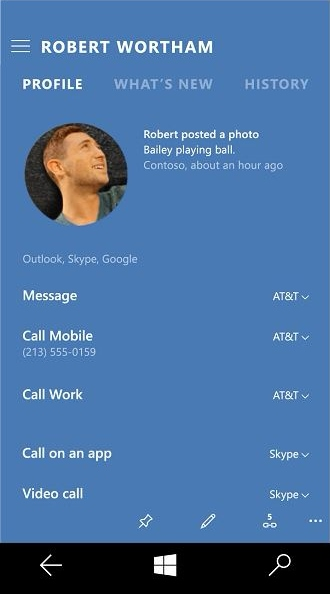 ROBERT WORTHAM
PROFILE WHAT'S NEW HISTORY
Robert posted a photo
Bailey playing ball.
Contoso, about an hour ago
Outlook, Skype, Google
Message AT&T
Call Mobile AT&T
(213) 555-0159
Call Work AT&T
Call on an app Skype
Video call Skype
5